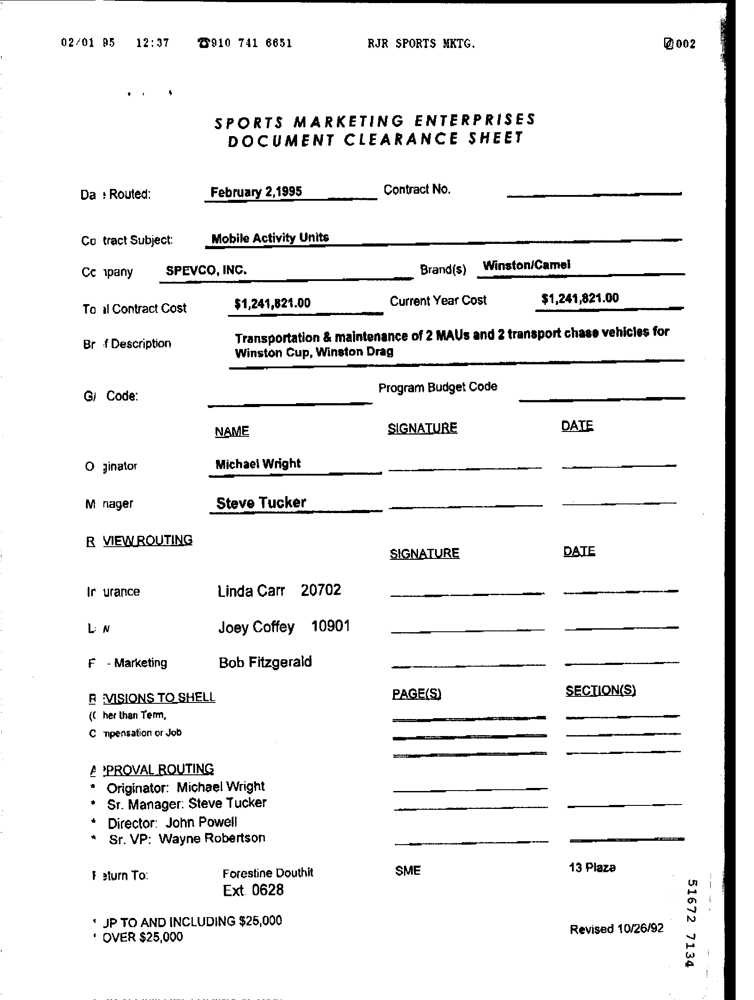 02/01 95 12:37 ☎910 741 6651 RJR SPORTS MKTG. 002
SPORTS MARKETING ENTERPRISES
DOCUMENT CLEARANCE SHEET
Da e Routed: February 2,1995 Contract No.
Co tract Subject: Mobile Activity Units
Cc npany SPEVCO, INC. Brand(s) Winston/Camel
To al Contract Cost $1,241,821.00 Current Year Cost $1,241,821.00
Br ef Description Transportation & maintenance of 2 MAUs and 2 transport chase vehicles for
Winston Cup, Winston Drag
G/ Code: Program Budget Code
NAME SIGNATURE DATE
O ginator Michael Wright
M nager Steve Tucker
R VIEW ROUTING SIGNATURE DATE
In urance Linda Carr 20702
L w Joey Coffey 10901
F - Marketing Bob Fitzgerald
R VISIONS TO SHELL PAGE(S) SECTION(S)
(O her than Term,
C mpensation or Job
A PROVAL ROUTING
* Originator: Michael Wright
* Sr. Manager: Steve Tucker
* Director: John Powell
* Sr. VP: Wayne Robertson
R eturn To: Forestine Douthit SME 13 Plaza
Ext. 0628
* UP TO AND INCLUDING $25,000
* OVER $25,000
Revised 10/26/92
51672 7134